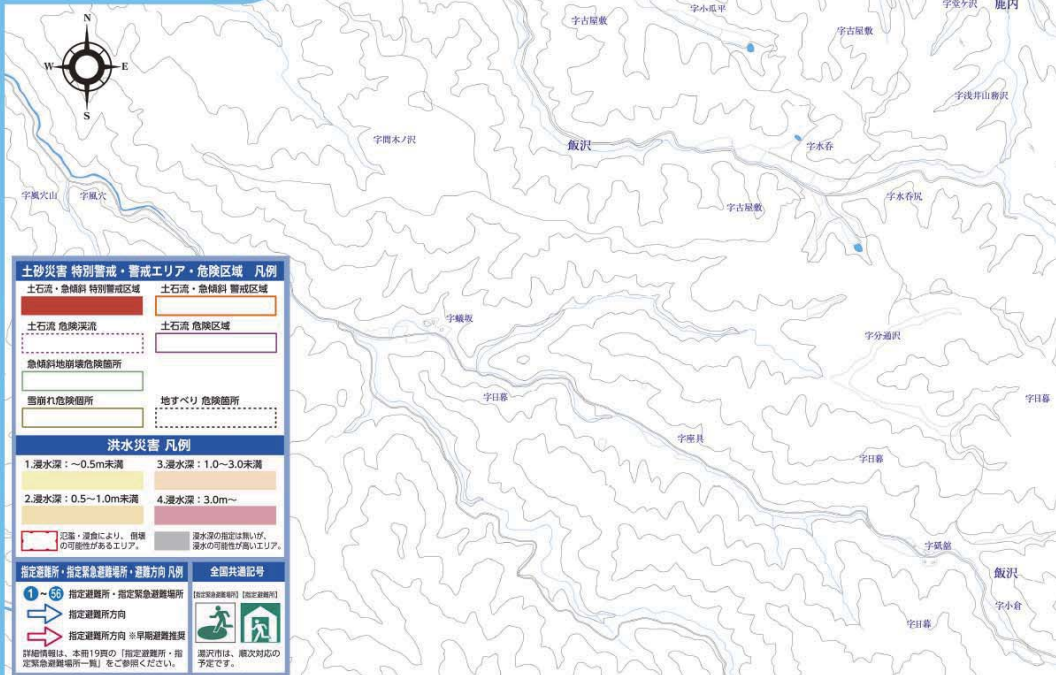 N
W
E
S
字小瓜平
字堂ケ沢
鹿内
字古屋敷
字古屋敷
字浅井山務沢
字間木ノ沢
飯沢
字水呑
字風穴山
字風穴
字古屋敷
字水呑尻
字蟻坂
字分通沢
字日暮
字日暮
字座具
字日暮
字砥舘
飯沢
字小倉
字日暮
土砂災害 特別警戒・警戒エリア・危険区域 凡例
土石流・急傾斜 特別警戒区域
土石流・急傾斜 警戒区域
土石流 危険渓流
土石流 危険区域
急傾斜地崩壊危険箇所
雪崩れ危険個所
地すべり 危険箇所
洪水災害 凡例
1.浸水深：～0.5m未満
3.浸水深：1.0～3.0未満
2.浸水深：0.5～1.0m未満
4.浸水深：3.0m～
氾濫・浸食により、倒壊
の可能性があるエリア。
浸水深の指定は無いが、
浸水の可能性が高いエリア。
指定避難所・指定緊急避難場所・避難方向 凡例
1 ～ 56 指定避難所・指定緊急避難場所
指定避難所方向
指定避難所方向 ※早期避難推奨
詳細情報は、本冊19頁の「指定避難所・指
定緊急避難場所一覧」をご参照ください。
全国共通記号
[指定緊急避難場所] [指定避難所]
湯沢市は、順次対応の
予定です。